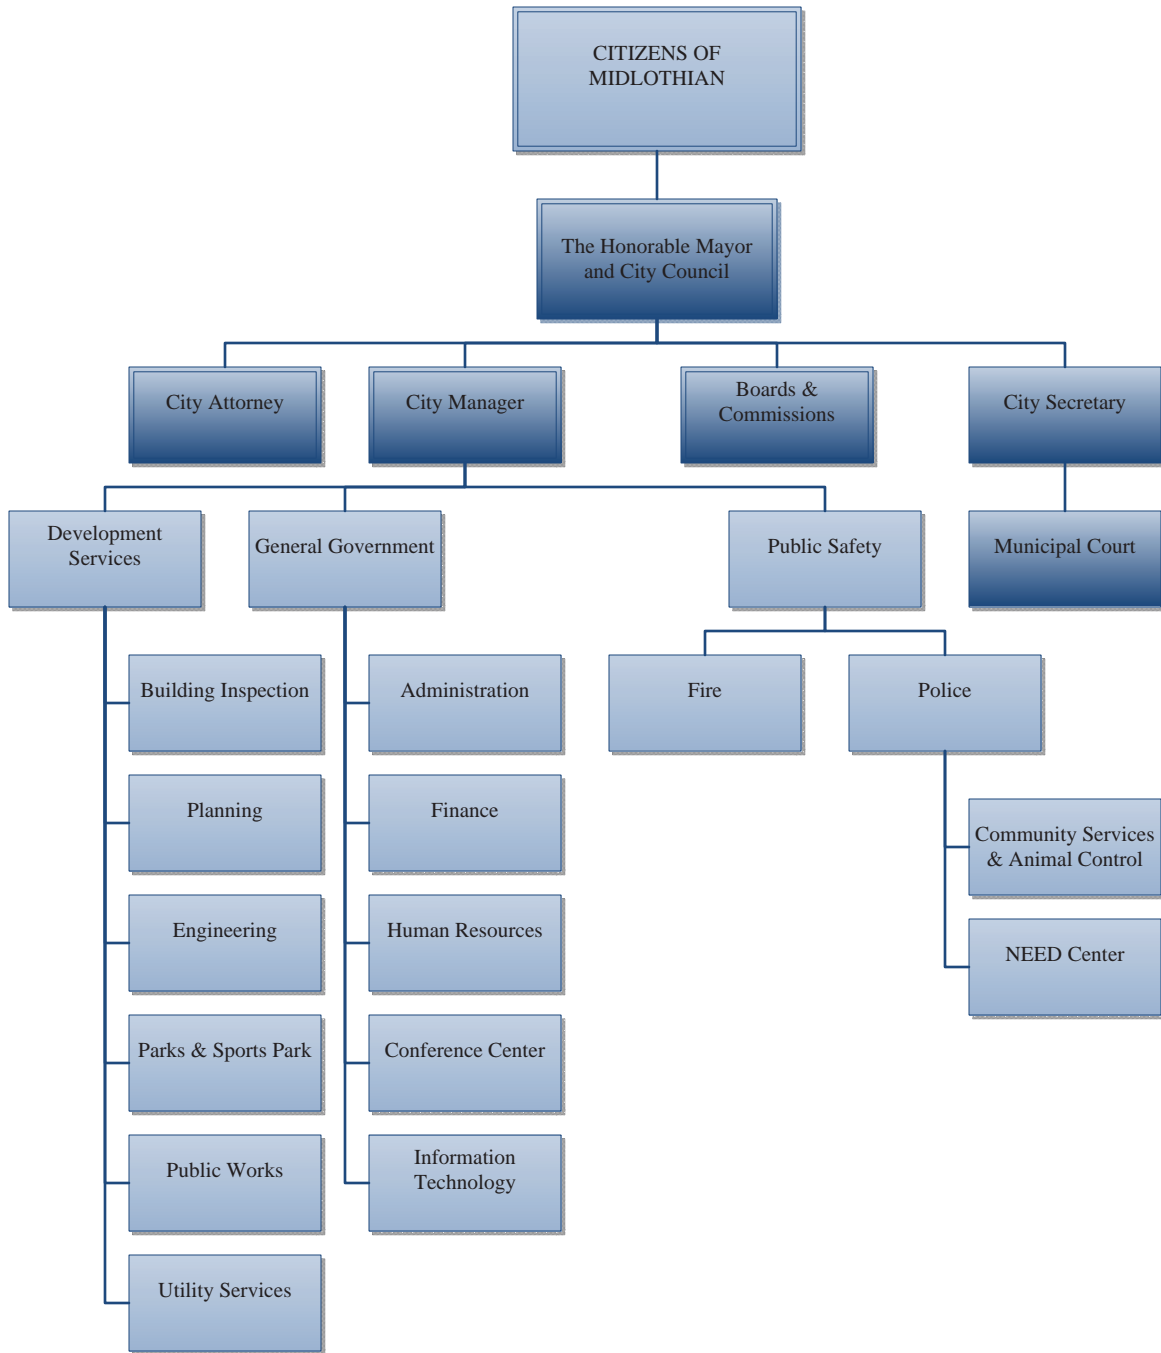 CITIZENS OF
MIDLOTHIAN
The Honorable Mayor
and City Council
City Attorney
City Manager
Boards &
Commissions
City Secretary
Development
Services
General Government
Public Safety
Municipal Court
Building Inspection
Administration
Fire
Police
Planning
Finance
Community Services
& Animal Control
Engineering
Human Resources
NEED Center
Parks & Sports Park
Conference Center
Public Works
Information
Technology
Utility Services